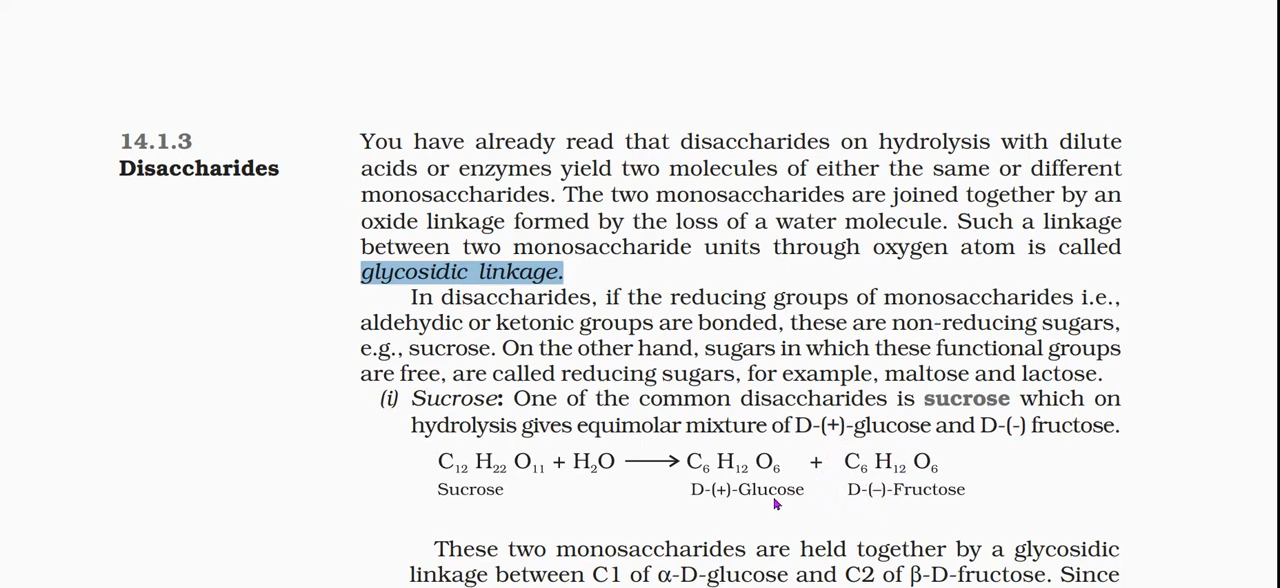 14.1.3
Disaccharides
You have already read that disaccharides on hydrolysis with dilute
acids or enzymes yield two molecules of either the same or different
monosaccharides. The two monosaccharides are joined together by an
oxide linkage formed by the loss of a water molecule. Such a linkage
between two monosaccharide units through oxygen atom is called
glycosidic linkage.
In disaccharides, if the reducing groups of monosaccharides i.e.,
aldehydic or ketonic groups are bonded, these are non-reducing sugars,
e.g., sucrose. On the other hand, sugars in which these functional groups
are free, are called reducing sugars, for example, maltose and lactose.
(i) Sucrose: One of the common disaccharides is sucrose which on
hydrolysis gives equimolar mixture of D-(+)-glucose and D-(-) fructose.
C₁₂ H₂₂ O₁₁ + H₂O ⟶ C₆ H₁₂ O₆ + C₆ H₁₂ O₆
Sucrose D-(+)-Glucose D-(–)-Fructose
These two monosaccharides are held together by a glycosidic
linkage between C1 of α-D-glucose and C2 of β-D-fructose. Since